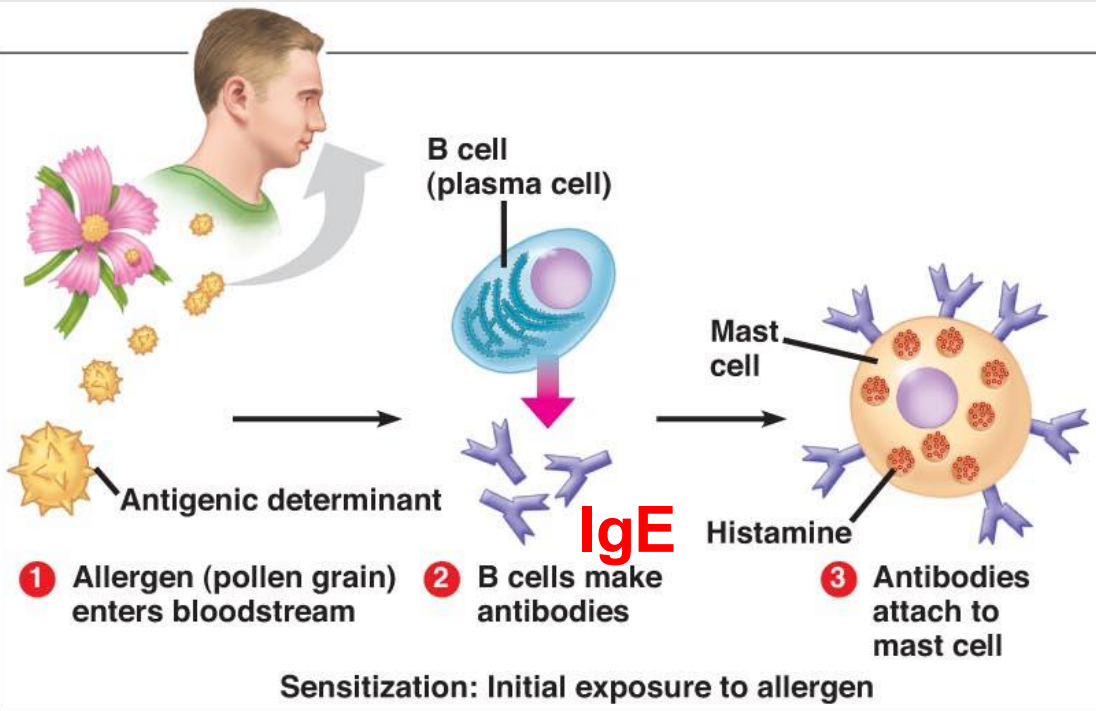 B cell
(plasma cell)
Mast
cell
Antigenic determinant
IgE
Histamine
1 Allergen (pollen grain)
enters bloodstream
2 B cells make
antibodies
3 Antibodies
attach to
mast cell
Sensitization: Initial exposure to allergen